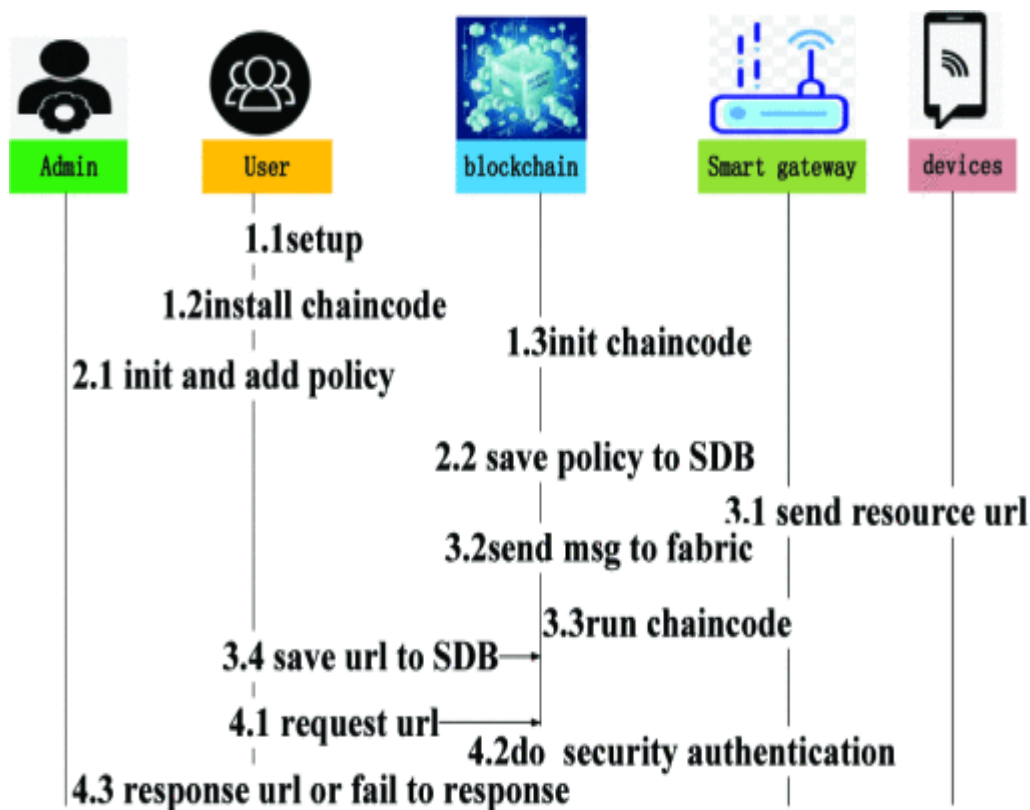 Admin
User
blockchain
Smart gateway
devices
1.1setup
1.2install chaincode
1.3init chaincode
2.1 init and add policy
2.2 save policy to SDB
3.1 send resource url
3.2send msg to fabric
3.3run chaincode
3.4 save url to SDB
4.1 request url
4.2do security authentication
4.3 response url or fail to response